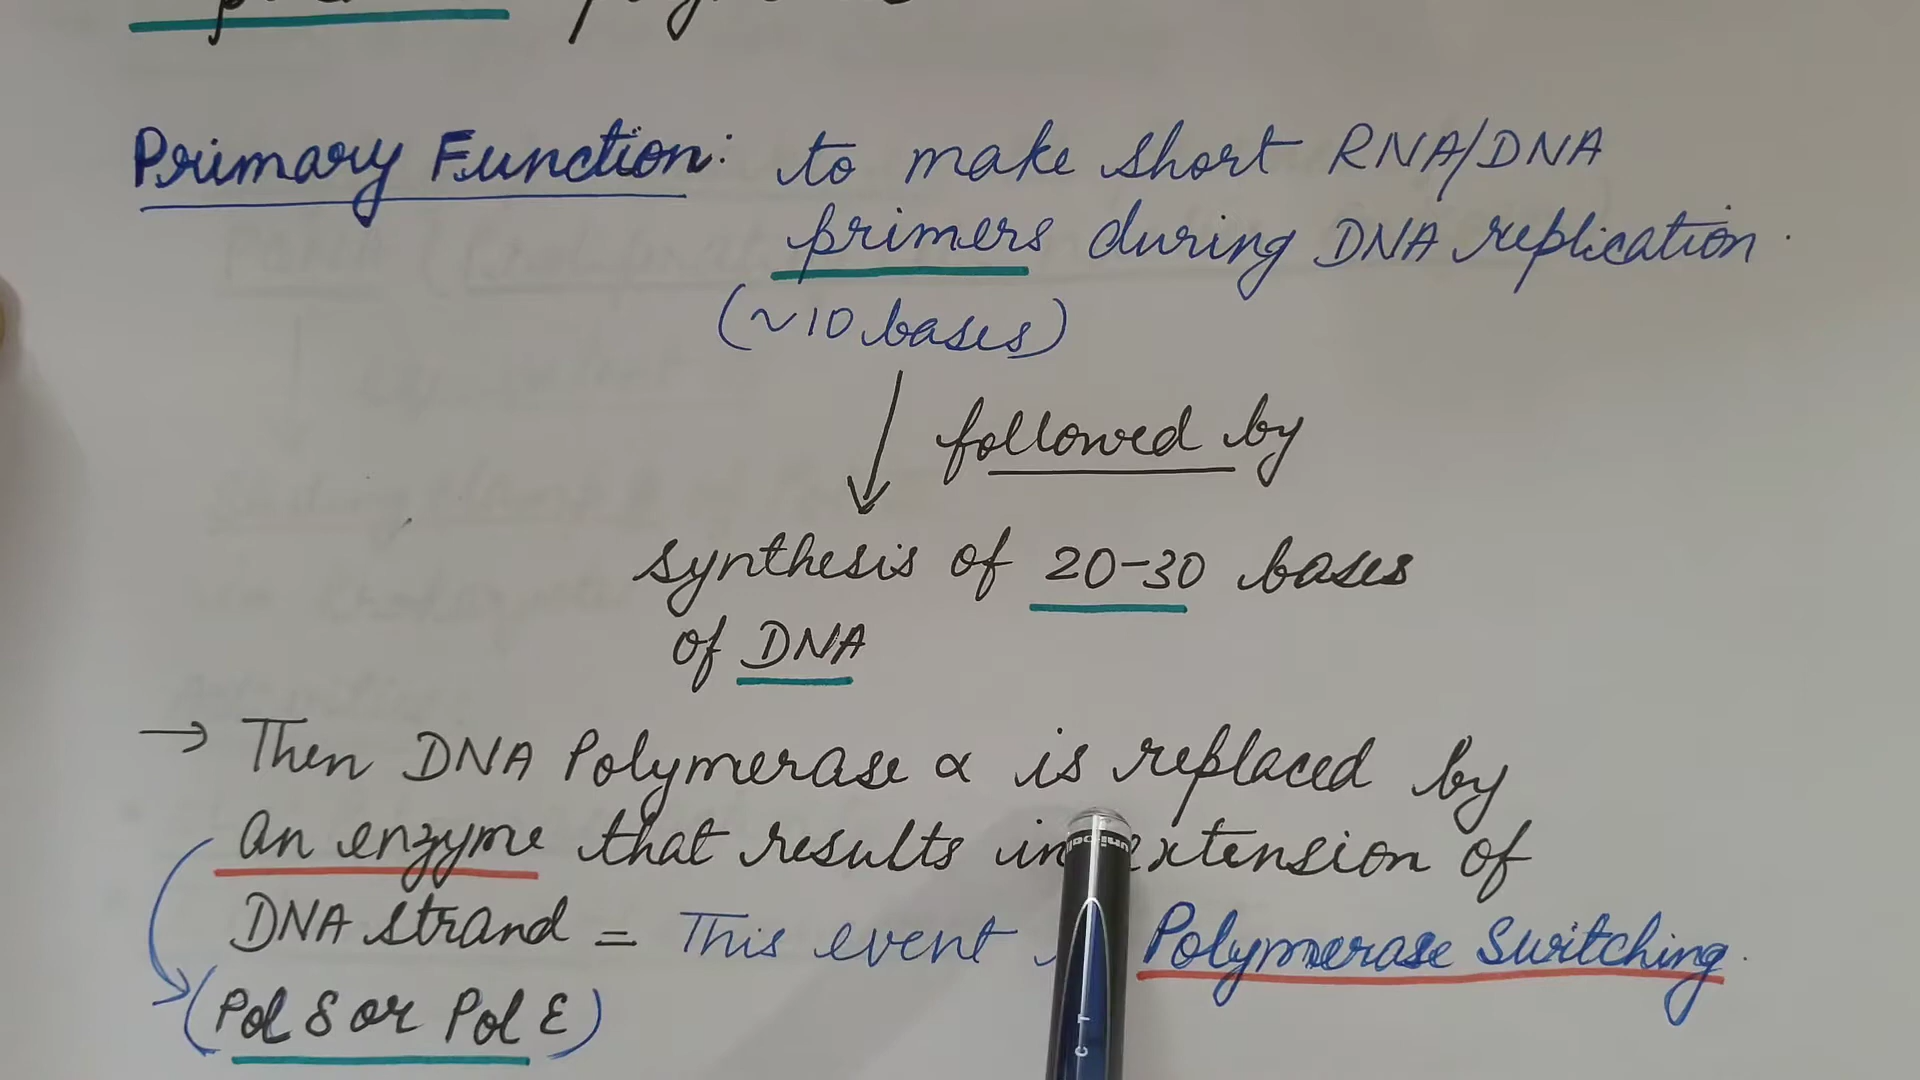 Primary Function: to make short RNA/DNA
primers during DNA replication.
(~10 bases)
followed by
synthesis of 20-30 bases
of DNA
→ Then DNA Polymerase α is replaced by
an enzyme that results in extension of
DNA strand = This event Polymerase Switching.
(Pol δ or Pol ε)